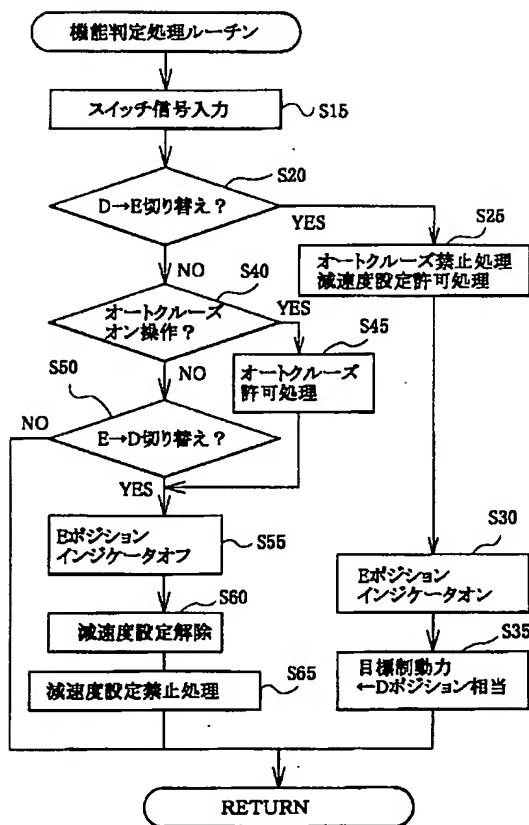 機能判定処理ルーチン
スイッチ信号入力
S15
S20
D→E切り替え?
YES
NO
S25
オートクルーズ禁止処理
減速度設定許可処理
S40
オートクルーズ
オン操作?
YES
NO
S45
オートクルーズ
許可処理
S50
NO
E→D切り替え?
YES
Eポジション
インジケータオフ
S55
S30
Eポジション
インジケータオン
S60
減速度設定解除
S35
目標制動力
←Dポジション相当
減速度設定禁止処理
S65
RETURN